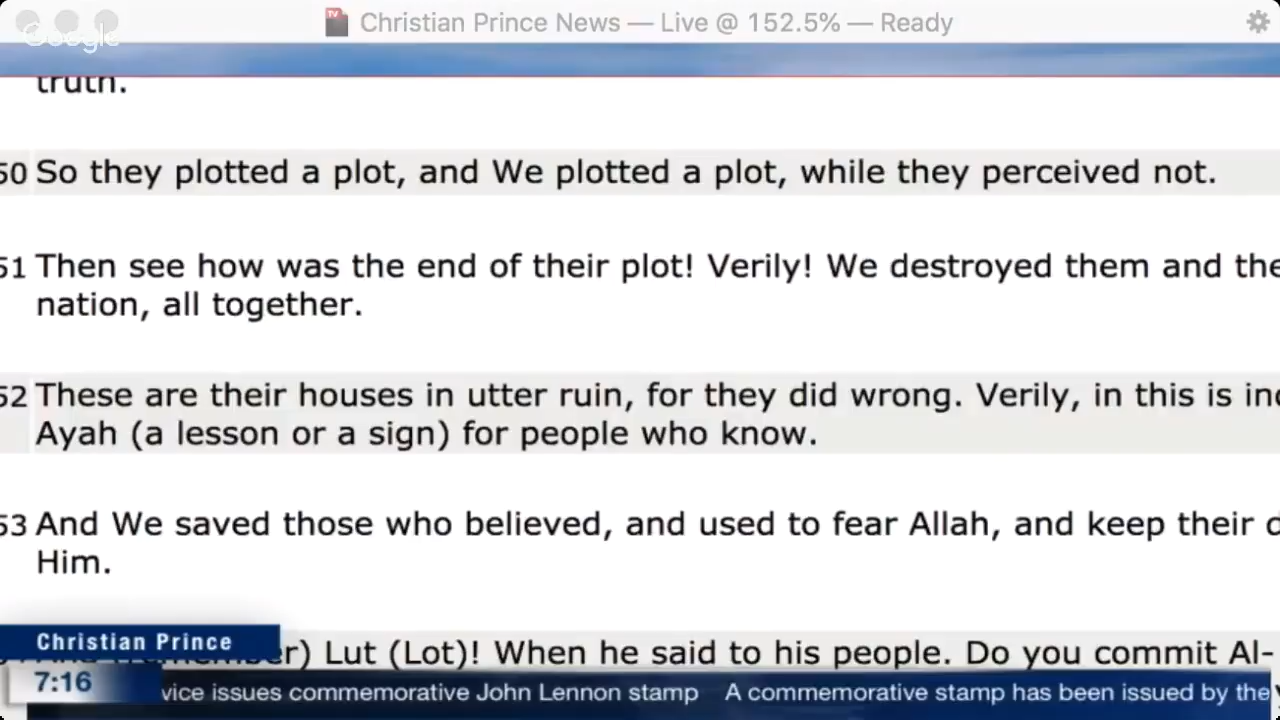 Christian Prince News — Live @ 152.5% — Ready
Google
truth.
50 So they plotted a plot, and We plotted a plot, while they perceived not.
51 Then see how was the end of their plot! Verily! We destroyed them and
nation, all together.
52 These are their houses in utter ruin, for they did wrong. Verily, in this is
Ayah (a lesson or a sign) for people who know.
53 And We saved those who believed, and used to fear Allah, and keep their
Him.
Lut (Lot)! When he said to his people. Do you commit Al-
Christian Prince
7:16
issues commemorative John Lennon stamp A commemorative stamp has been issued by the